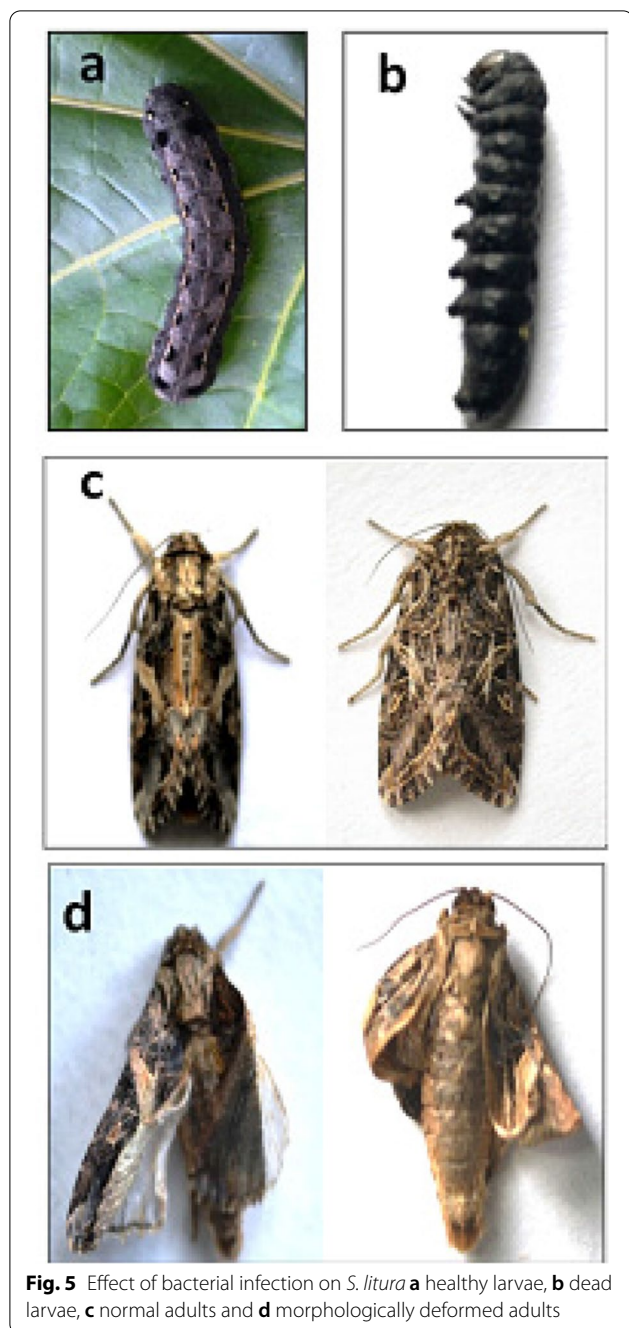 a
b
c
d
Fig. 5 Effect of bacterial infection on S. litura a healthy larvae, b dead
larvae, c normal adults and d morphologically deformed adults